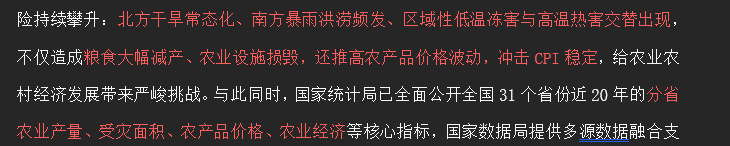 险持续攀升：北方干旱常态化、南方暴雨洪涝频发、区域性低温冻害与高温热害交替出现，
不仅造成粮食大幅减产、农业设施损毁，还推高农产品价格波动，冲击 CPI 稳定，给农业农
村经济发展带来严峻挑战。与此同时，国家统计局已全面公开全国 31 个省份近 20 年的分省
农业产量、受灾面积、农产品价格、农业经济等核心指标，国家数据局提供多源数据融合支